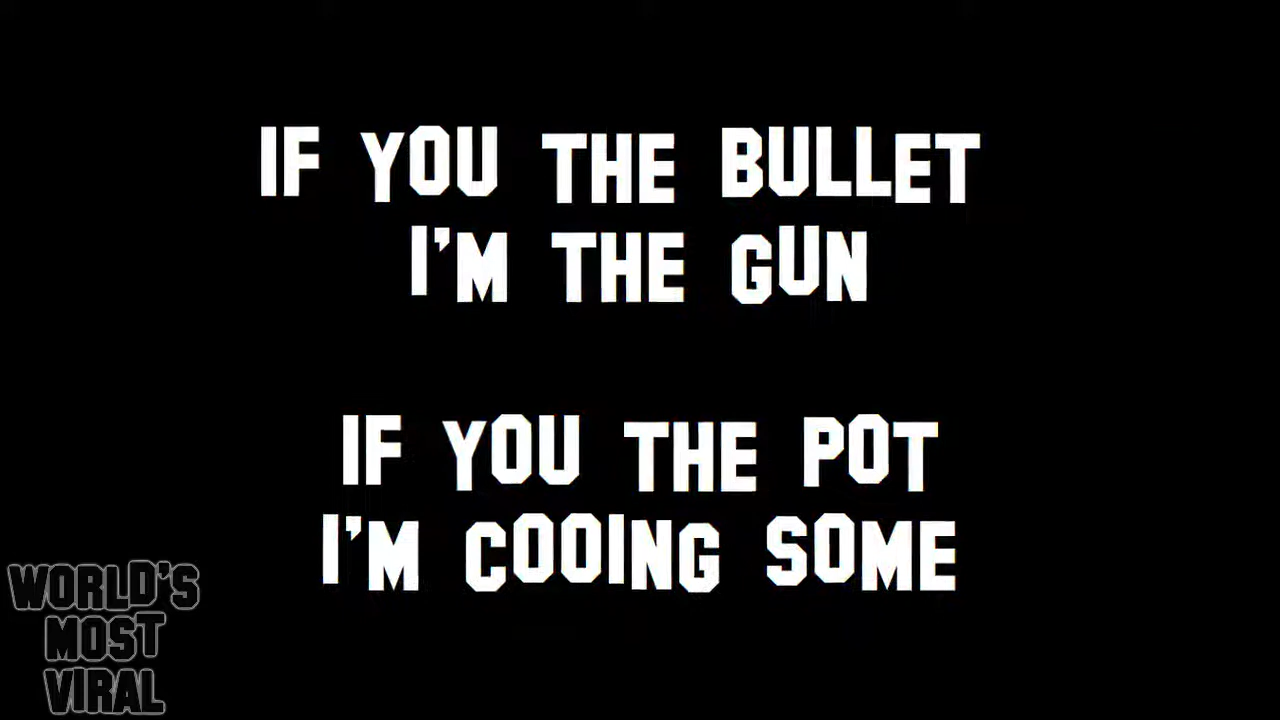 IF YOU THE BULLET
I'M THE GUN
IF YOU THE POT
I'M COOING SOME
WORLD'S
MOST
VIRAL